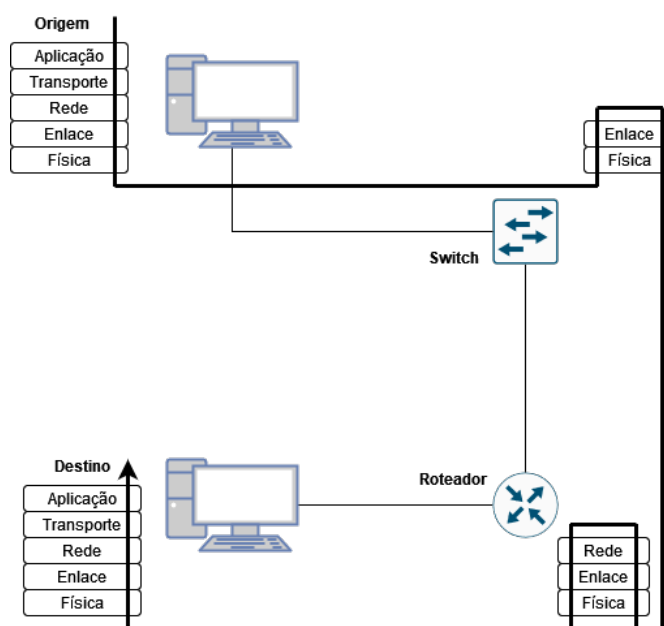 Origem
Aplicação
Transporte
Rede
Enlace
Física
Enlace
Física
Switch
Destino
Aplicação
Transporte
Rede
Enlace
Física
Roteador
Rede
Enlace
Física